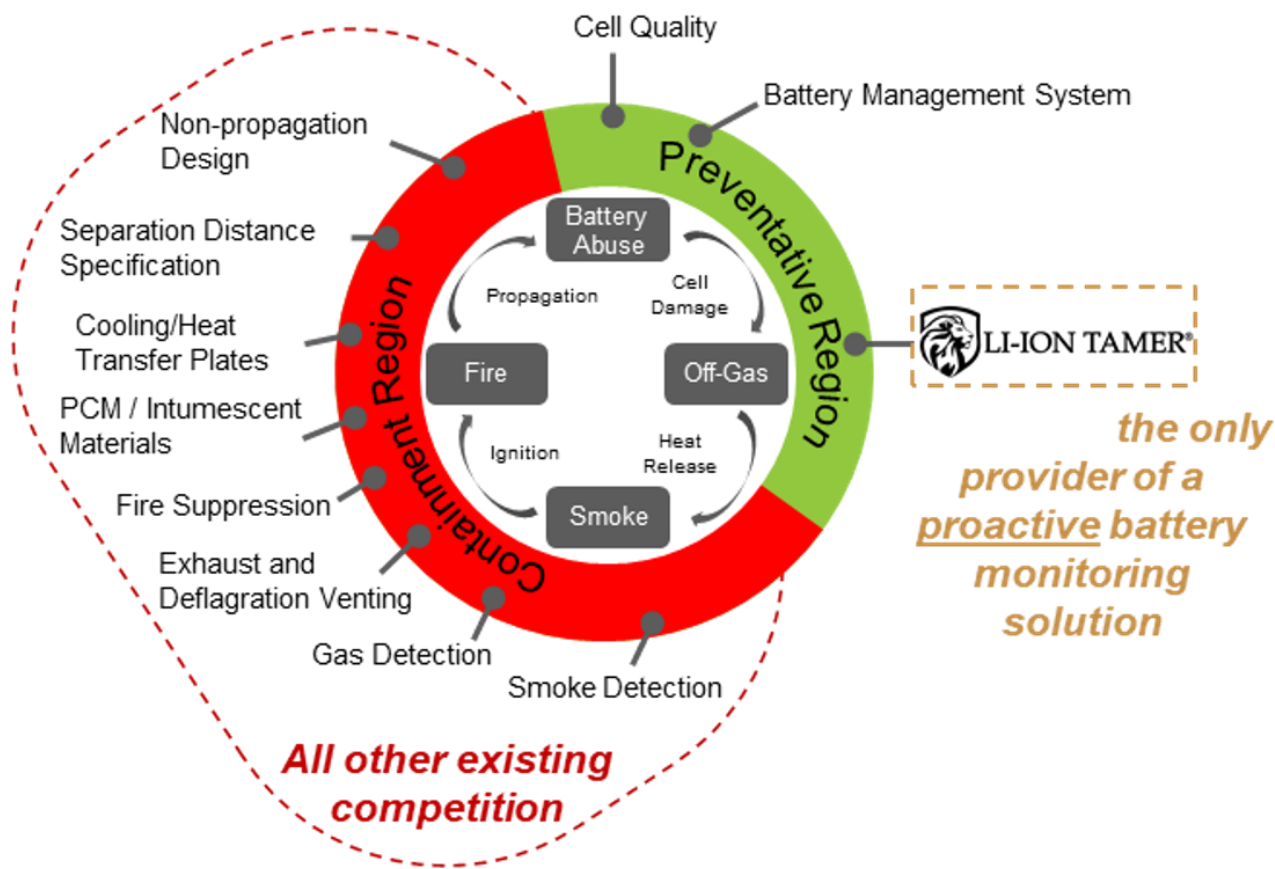 Cell Quality
Battery Management System
Non-propagation
Design
Preventative Region
Battery
Abuse
Separation Distance
Specification
Propagation
Cell
Damage
Cooling/Heat
Transfer Plates
Containment Region
Fire
Off-Gas
LI-ION TAMER®
PCM / Intumescent
Materials
Ignition
Heat
Release
the only
provider of a
proactive battery
monitoring
solution
Fire Suppression
Smoke
Exhaust and
Deflagration Venting
Gas Detection
Smoke Detection
All other existing
competition